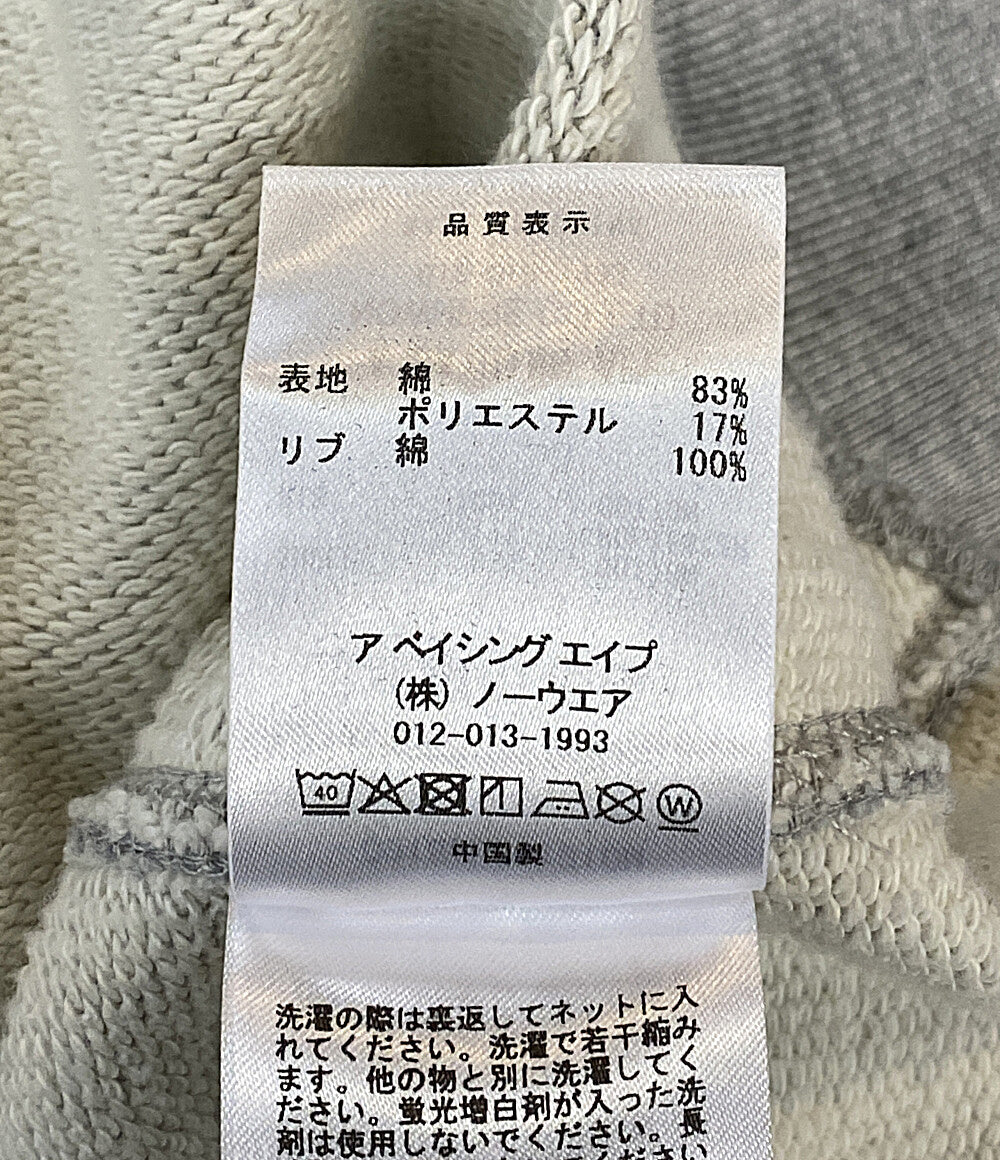 品質表示
表地 綿 83%
ポリエステル 17%
リブ 綿 100%
ア ベイシング エイプ
(株) ノーウエア
012-013-1993
40 W
中国製
洗濯の際は裏返してネットに入
れてください。洗濯で若干縮み
ます。他の物と別に洗濯してく
ださい。蛍光増白剤が入った洗
剤は使用しないでください。長